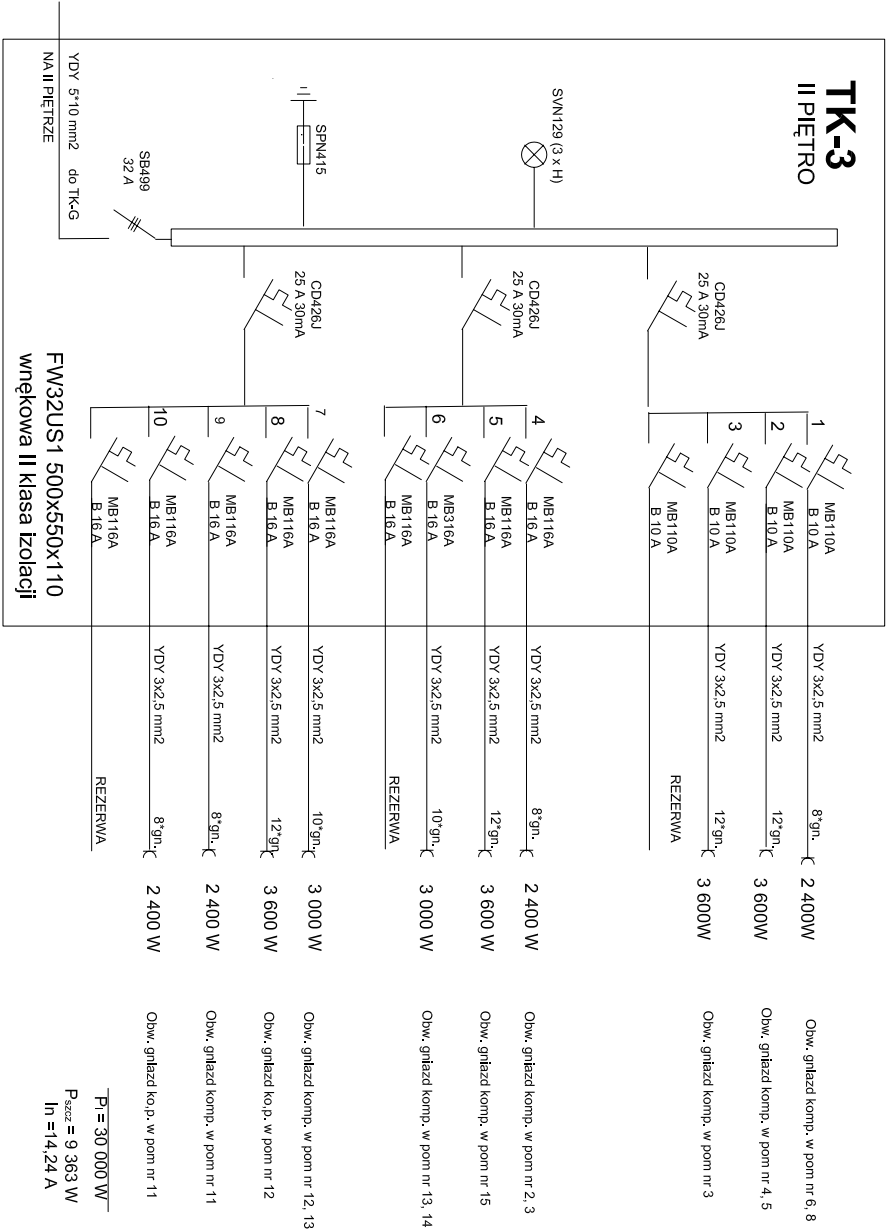 TK-3
II PIĘTRO
SVN129 (3 x H)
SPN415
SB499
32 A
YDY 5*10 mm2 do TK-G
NA II PIĘTRZE
CD426J
25 A 30mA
CD426J
25 A 30mA
CD426J
25 A 30mA
FW32US1 500x550x110
wnękowa II klasa izolacji
1
MB110A
B 10 A
YDY 3x2,5 mm2
8*gn.
2 400W
Obw. gniazd komp. w pom nr 6, 8
2
MB110A
B 10 A
YDY 3x2,5 mm2
12*gn.
3 600W
Obw. gniazd komp. w pom nr 4, 5
3
MB110A
B 10 A
YDY 3x2,5 mm2
12*gn.
3 600W
Obw. gniazd komp. w pom nr 3
MB110A
B 10 A
REZERWA
4
MB116A
B 16 A
YDY 3x2,5 mm2
8*gn.
2 400 W
Obw. gniazd komp. w pom nr 2, 3
5
MB116A
B 16 A
YDY 3x2,5 mm2
12*gn.
3 600 W
Obw. gniazd komp. w pom nr 15
6
MB316A
B 16 A
YDY 3x2,5 mm2
10*gn.
3 000 W
Obw. gniazd komp. w pom nr 13, 14
MB116A
B 16 A
REZERWA
7
MB116A
B 16 A
YDY 3x2,5 mm2
10*gn.
3 000 W
Obw. gniazd komp. w pom nr 12, 13
8
MB116A
B 16 A
YDY 3x2,5 mm2
12*gn.
3 600 W
Obw. gniazd ko,p. w pom nr 12
9
MB116A
B 16 A
YDY 3x2,5 mm2
8*gn.
2 400 W
Obw. gniazd komp. w pom nr 11
10
MB116A
B 16 A
YDY 3x2,5 mm2
8*gn.
2 400 W
Obw. gniazd ko,p. w pom nr 11
MB116A
B 16 A
REZERWA
Pi = 30 000 W
Pszcz = 9 363 W
In =14,24 A